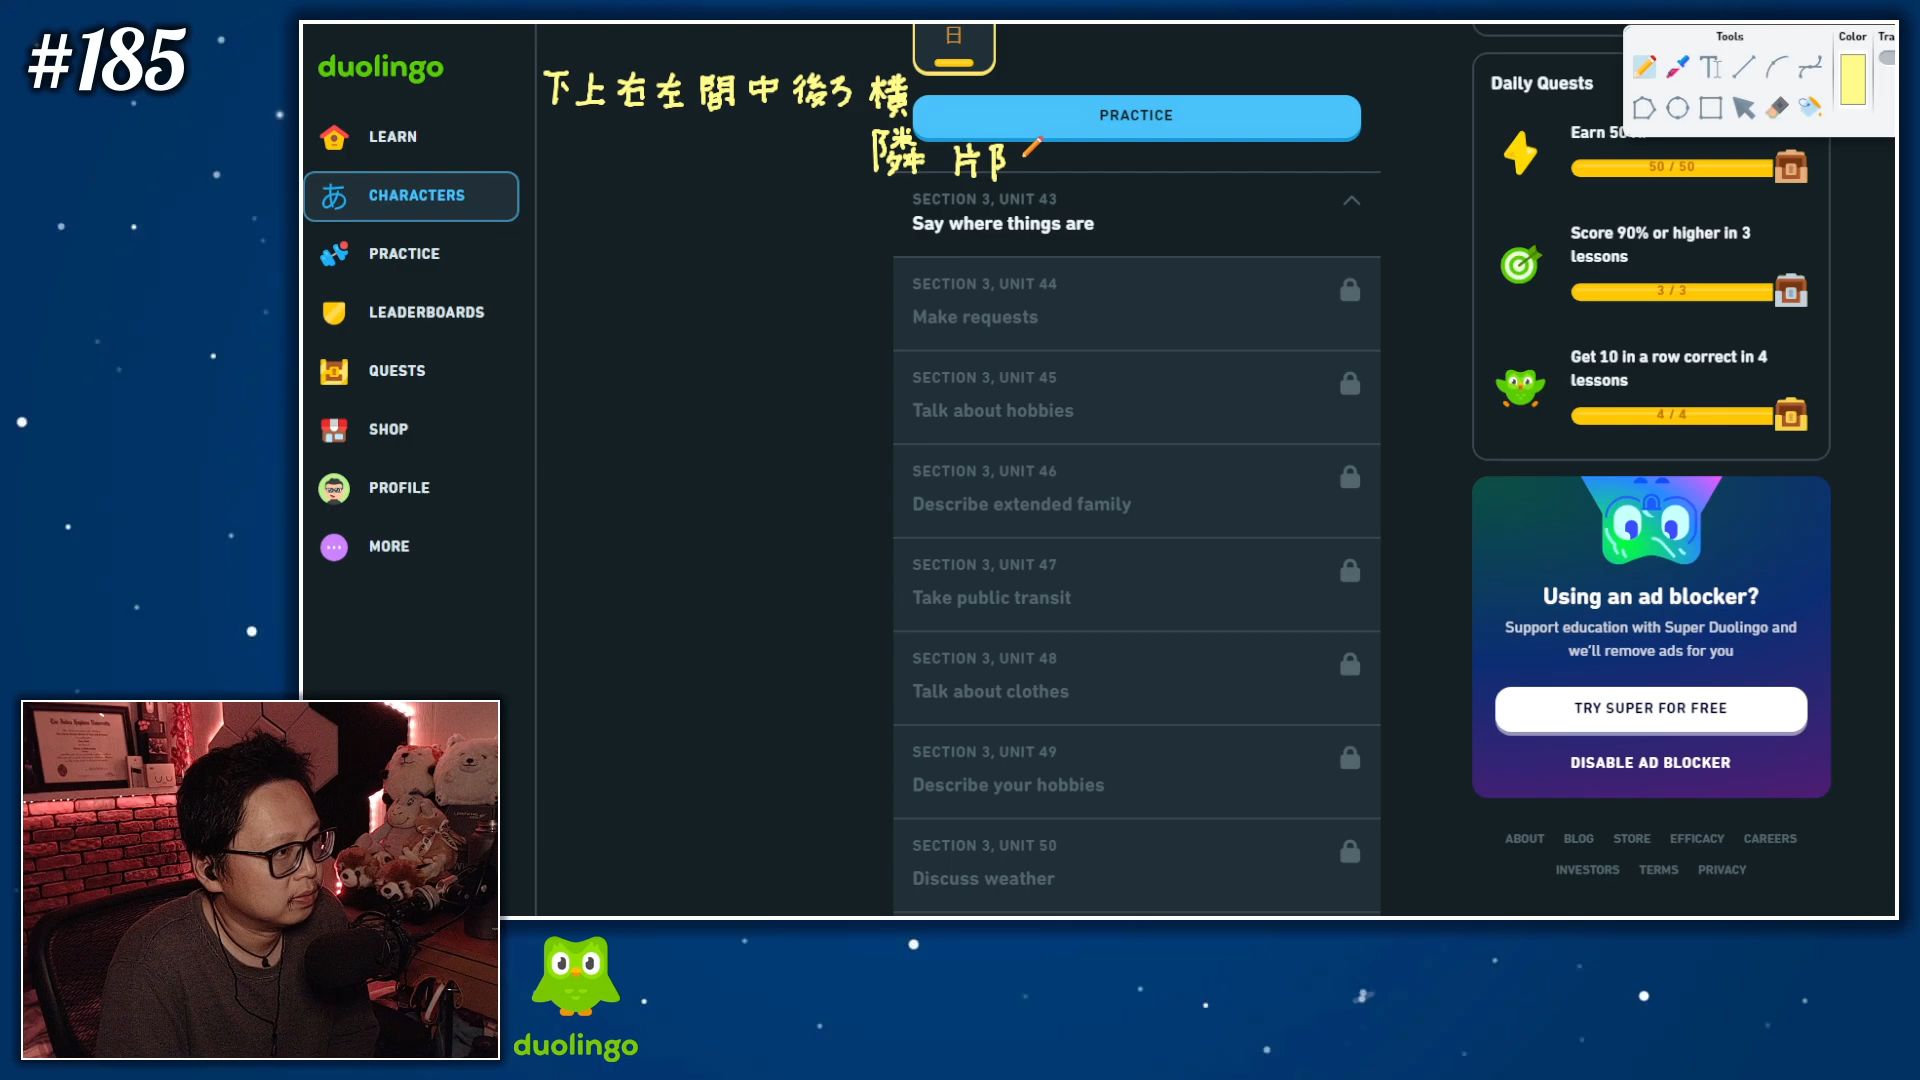 #185
duolingo
LEARN
CHARACTERS
PRACTICE
LEADERBOARDS
QUESTS
SHOP
PROFILE
MORE
日
下上右左間中後ろ横
隣
PRACTICE
SECTION 3, UNIT 43
Say where things are
SECTION 3, UNIT 44
Make requests
SECTION 3, UNIT 45
Talk about hobbies
SECTION 3, UNIT 46
Describe extended family
SECTION 3, UNIT 47
Take public transit
SECTION 3, UNIT 48
Talk about clothes
SECTION 3, UNIT 49
Describe your hobbies
SECTION 3, UNIT 50
Discuss weather
Tools
Color
Tra
Daily Quests
Earn 50
50 / 50
Score 90% or higher in 3
lessons
3 / 3
Get 10 in a row correct in 4
lessons
4 / 4
Using an ad blocker?
Support education with Super Duolingo and
we'll remove ads for you
TRY SUPER FOR FREE
DISABLE AD BLOCKER
ABOUT BLOG STORE EFFICACY CAREERS
INVESTORS TERMS PRIVACY
duolingo